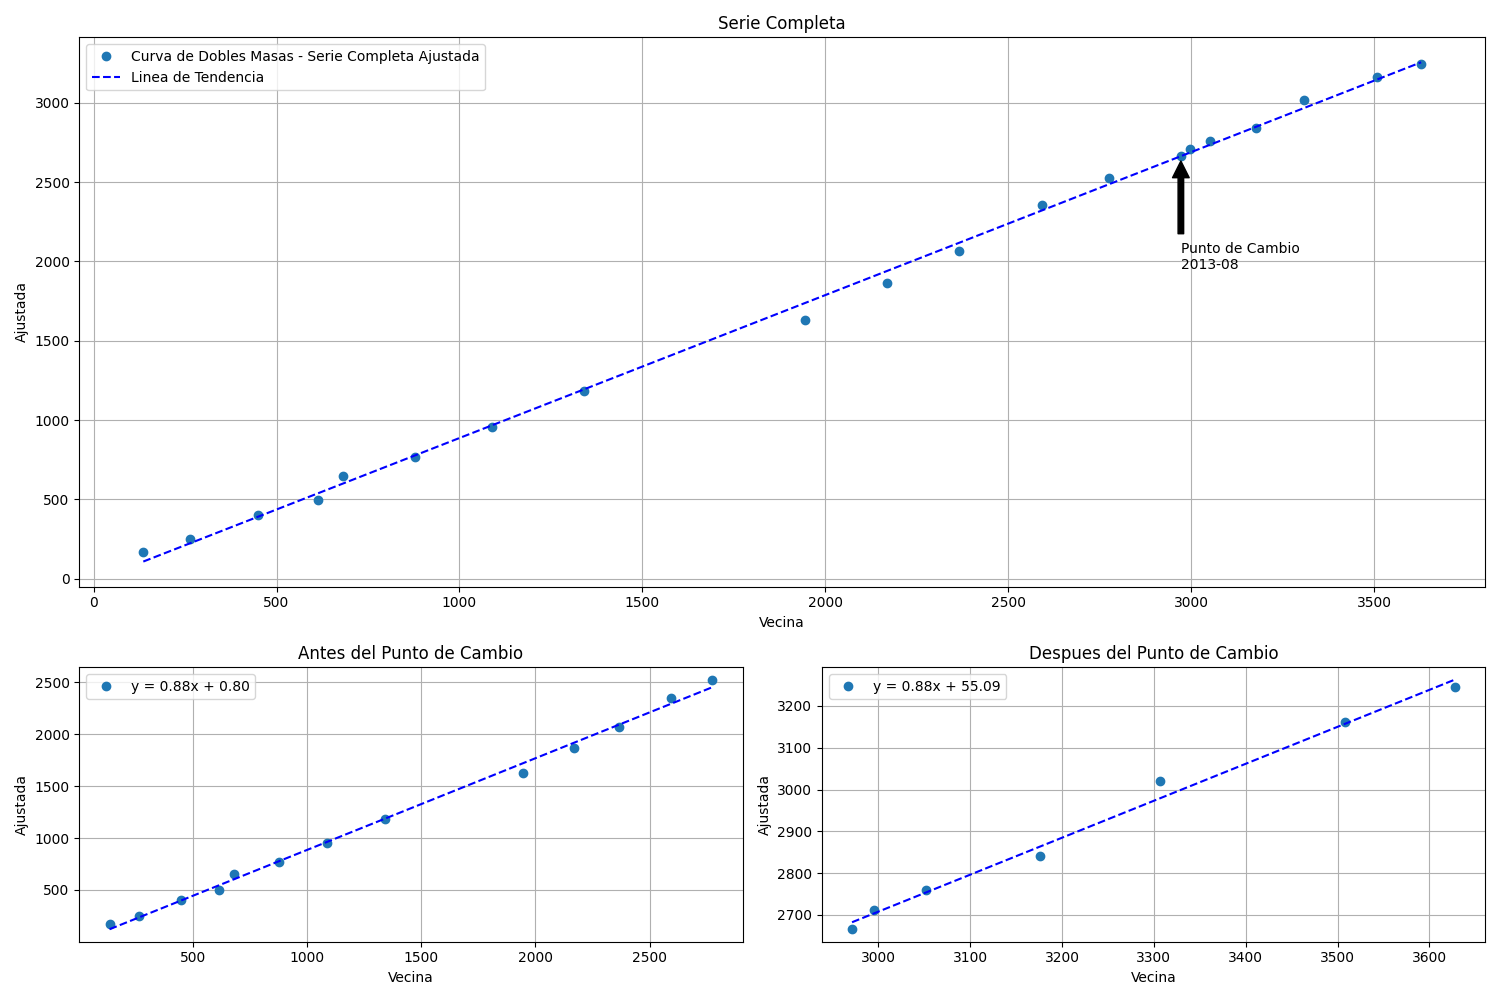 Serie Completa
Curva de Dobles Masas - Serie Completa Ajustada
Linea de Tendencia
Ajustada
3000
2500
2000
1500
1000
500
0
Punto de Cambio
2013-08
0 500 1000 1500 2000 2500 3000 3500
Vecina
Antes del Punto de Cambio
y = 0.88x + 0.80
Ajustada
2500
2000
1500
1000
500
500 1000 1500 2000 2500
Vecina
Despues del Punto de Cambio
y = 0.88x + 55.09
Ajustada
3200
3100
3000
2900
2800
2700
3000 3100 3200 3300 3400 3500 3600
Vecina